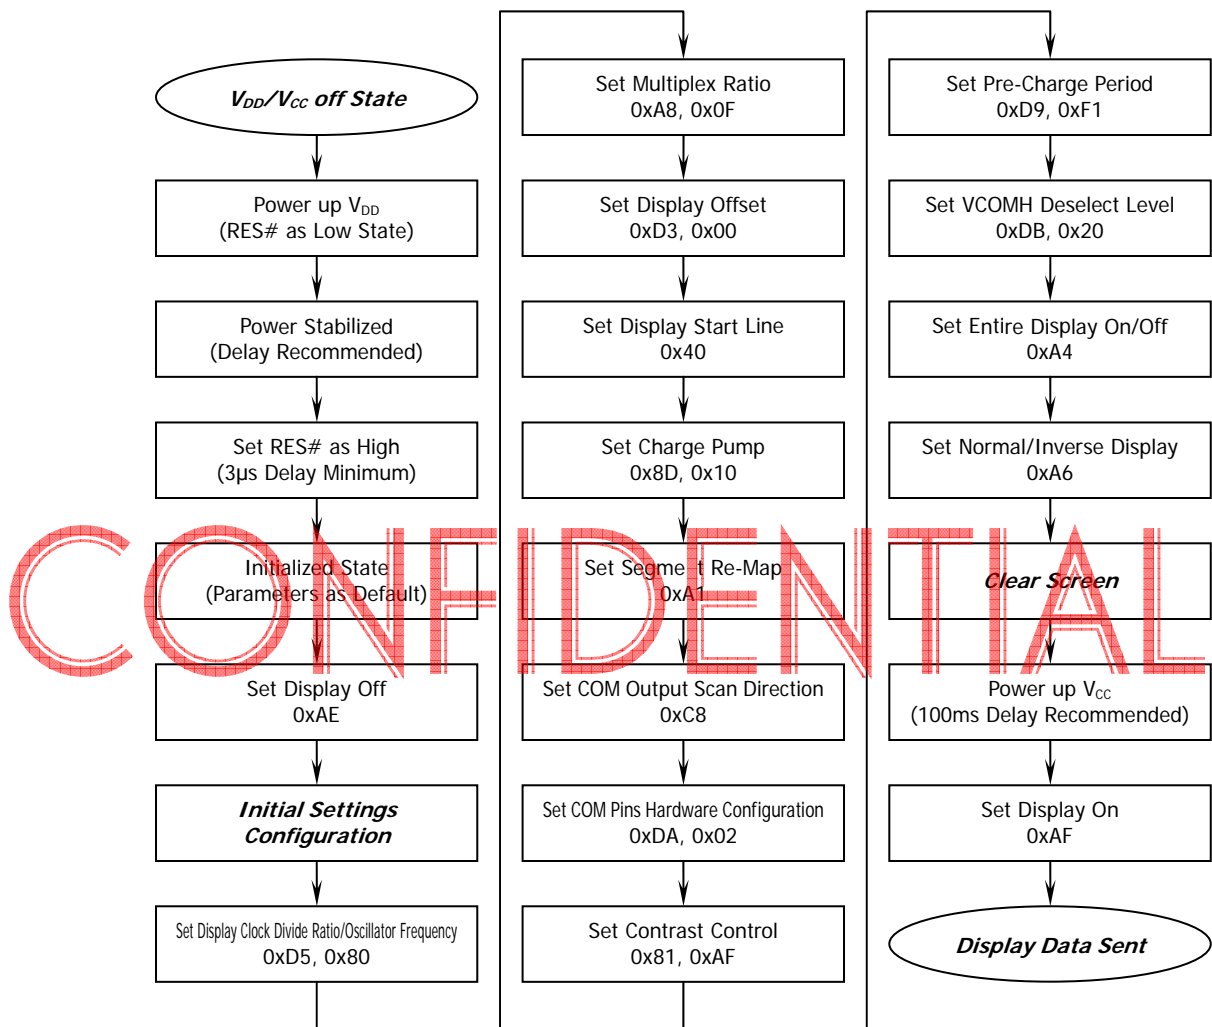 V_DD/V_CC off State
Power up V_DD
(RES# as Low State)
Power Stabilized
(Delay Recommended)
Set RES# as High
(3μs Delay Minimum)
Initialized State
(Parameters as Default)
Set Display Off
0xAE
Initial Settings
Configuration
Set Display Clock Divide Ratio/Oscillator Frequency
0xD5, 0x80
Set Multiplex Ratio
0xA8, 0x0F
Set Display Offset
0xD3, 0x00
Set Display Start Line
0x40
Set Charge Pump
0x8D, 0x10
Set Segment Re-Map
0xA1
Set COM Output Scan Direction
0xC8
Set COM Pins Hardware Configuration
0xDA, 0x02
Set Contrast Control
0x81, 0xAF
Set Pre-Charge Period
0xD9, 0xF1
Set VCOMH Deselect Level
0xDB, 0x20
Set Entire Display On/Off
0xA4
Set Normal/Inverse Display
0xA6
Clear Screen
Power up V_CC
(100ms Delay Recommended)
Set Display On
0xAF
Display Data Sent
CONFIDENTIAL